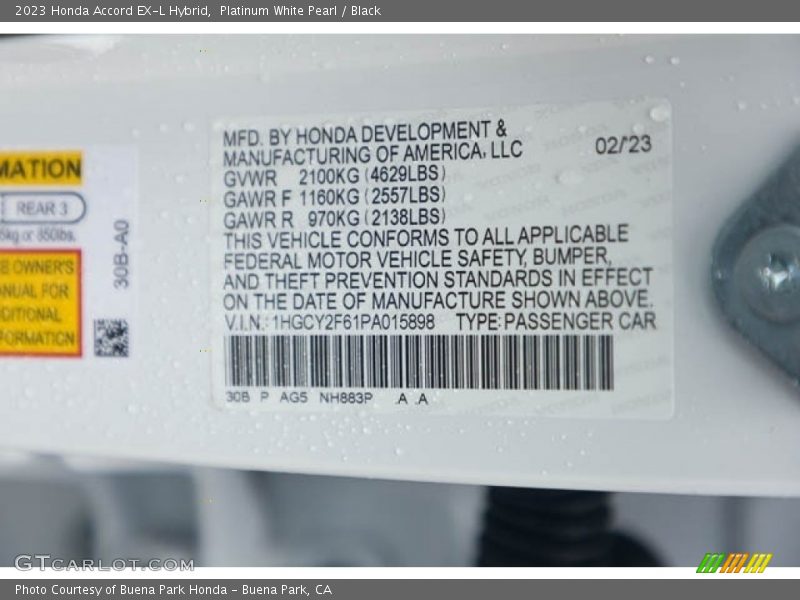 2023 Honda Accord EX-L Hybrid, Platinum White Pearl / Black
MATION
REAR 3
kg or 850lbs.
OWNER'S
FOR
30B-A0
MFD. BY HONDA DEVELOPMENT &
MANUFACTURING OF AMERICA, LLC
02/'23
GVWR 2100KG (4629LBS)
GAWR F 1160KG (2557LBS)
GAWR R 970KG (2138LBS)
THIS VEHICLE CONFORMS TO ALL APPLICABLE
FEDERAL MOTOR VEHICLE SAFETY, BUMPER,
AND THEFT PREVENTION STANDARDS IN EFFECT
ON THE DATE OF MANUFACTURE SHOWN ABOVE.
V.I.N.: 1HGCY2F61PA015898 TYPE: PASSENGER CAR
30B P AG5 NH883P .A .A
GTcarlot.com
Photo Courtesy of Buena Park Honda - Buena Park, CA